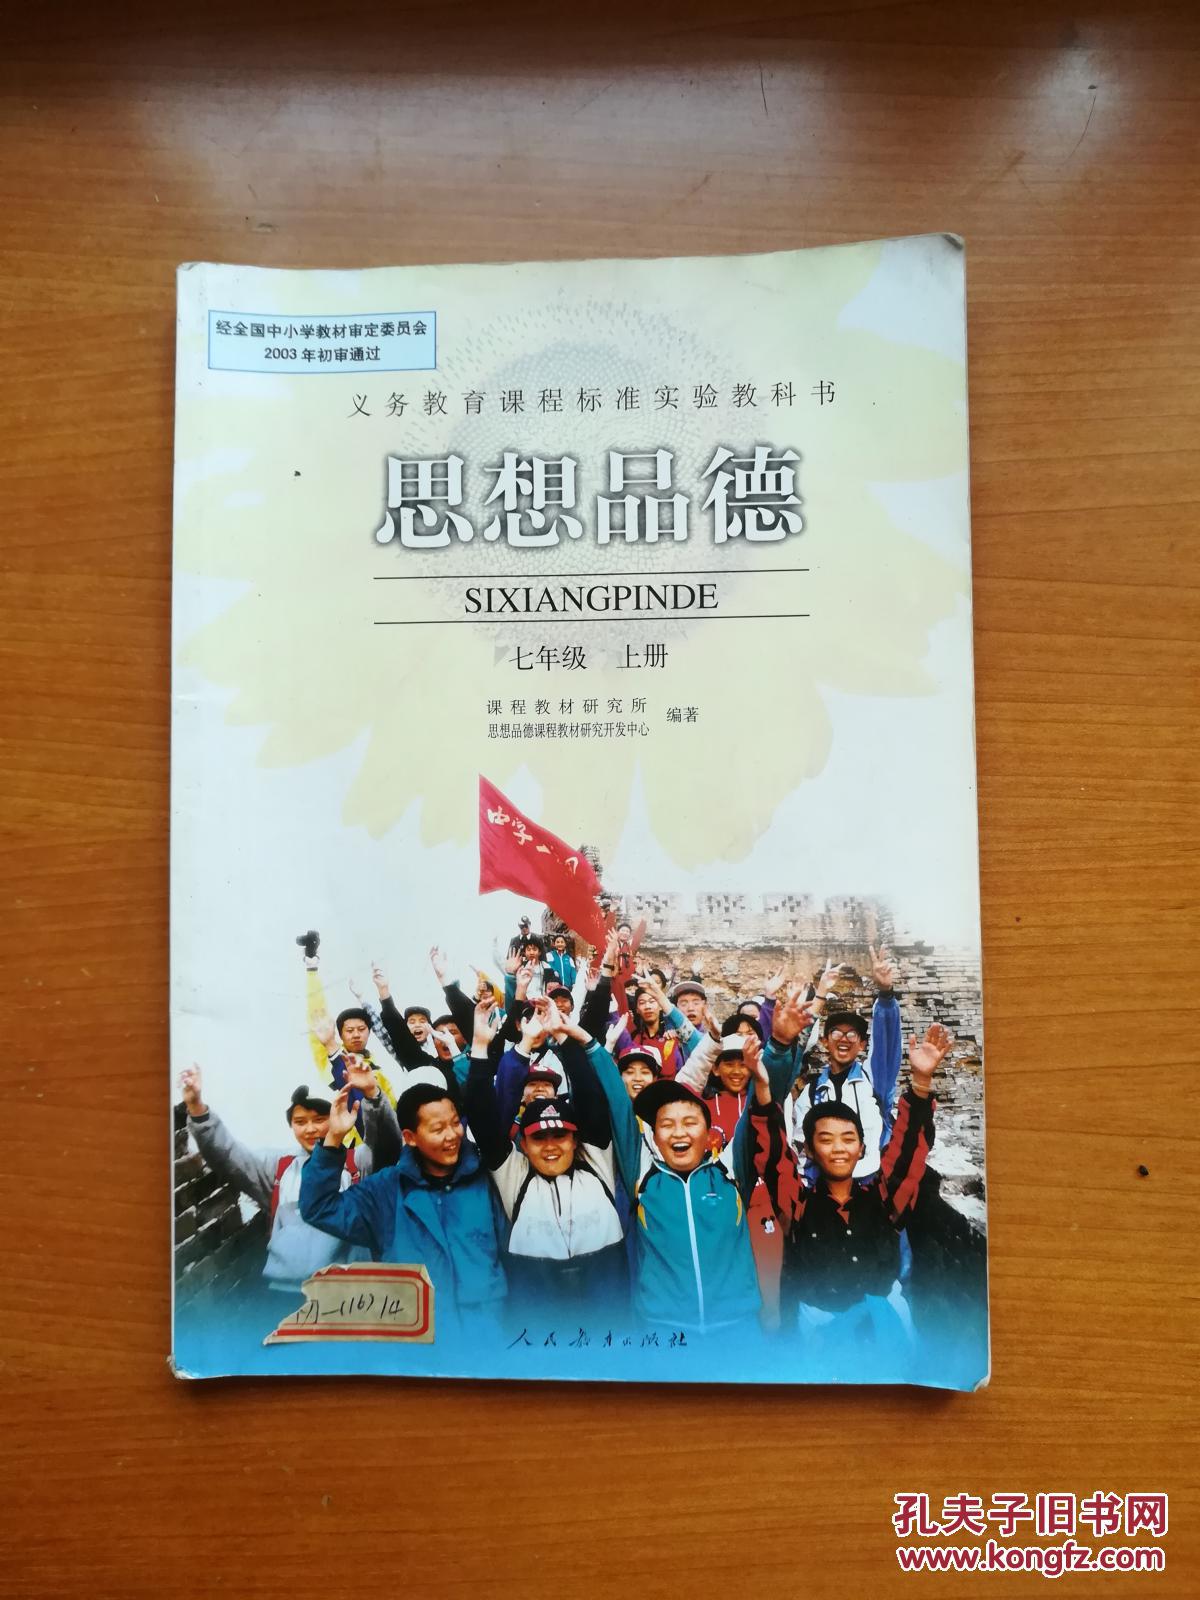 经全国中小学教材审定委员会
2003年初审通过
义务教育课程标准实验教科书
思想品德
SIXIANGPINDE
七年级 上册
课程教材研究所
思想品德课程教材研究开发中心
编著
人民教育出版社
孔夫子旧书网
www.kongfz.com